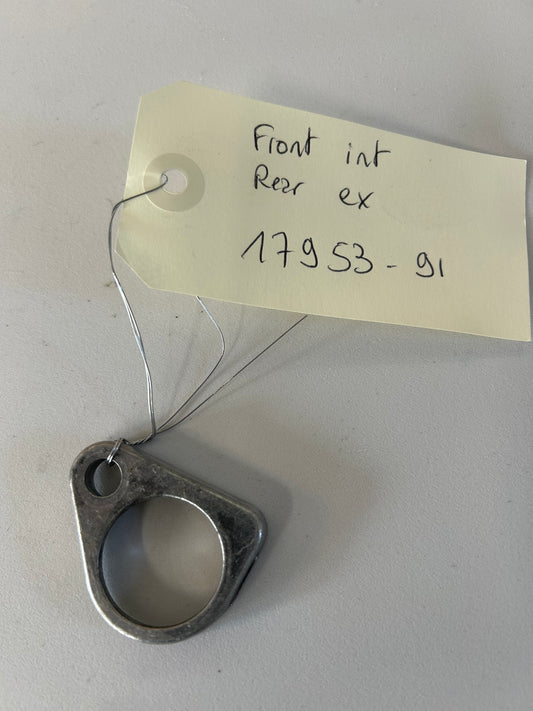 Front int
Rear ex
17953-91